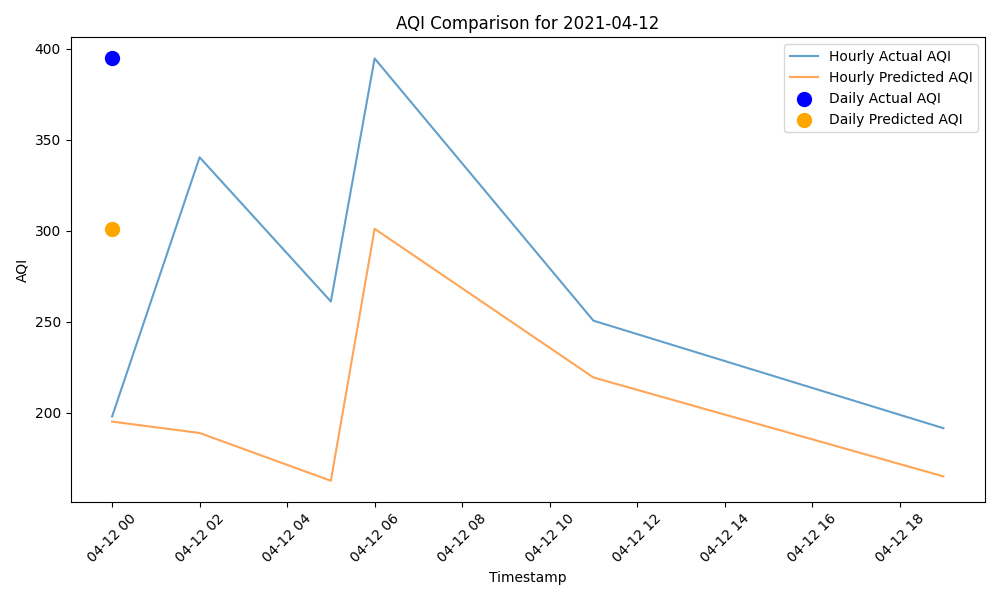 AQI Comparison for 2021-04-12
Hourly Actual AQI
Hourly Predicted AQI
Daily Actual AQI
Daily Predicted AQI
AQI
400
350
300
250
200
04-12 00
04-12 02
04-12 04
04-12 06
04-12 08
04-12 10
04-12 12
04-12 14
04-12 16
04-12 18
Timestamp